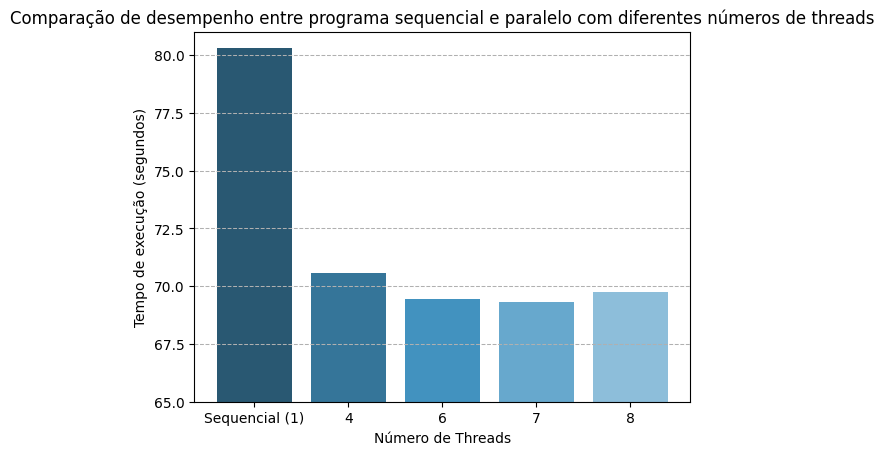 Comparação de desempenho entre programa sequencial e paralelo com diferentes números de threads
80.0
77.5
75.0
72.5
70.0
67.5
65.0
Tempo de execução (segundos)
Sequencial (1) 4 6 7 8
Número de Threads